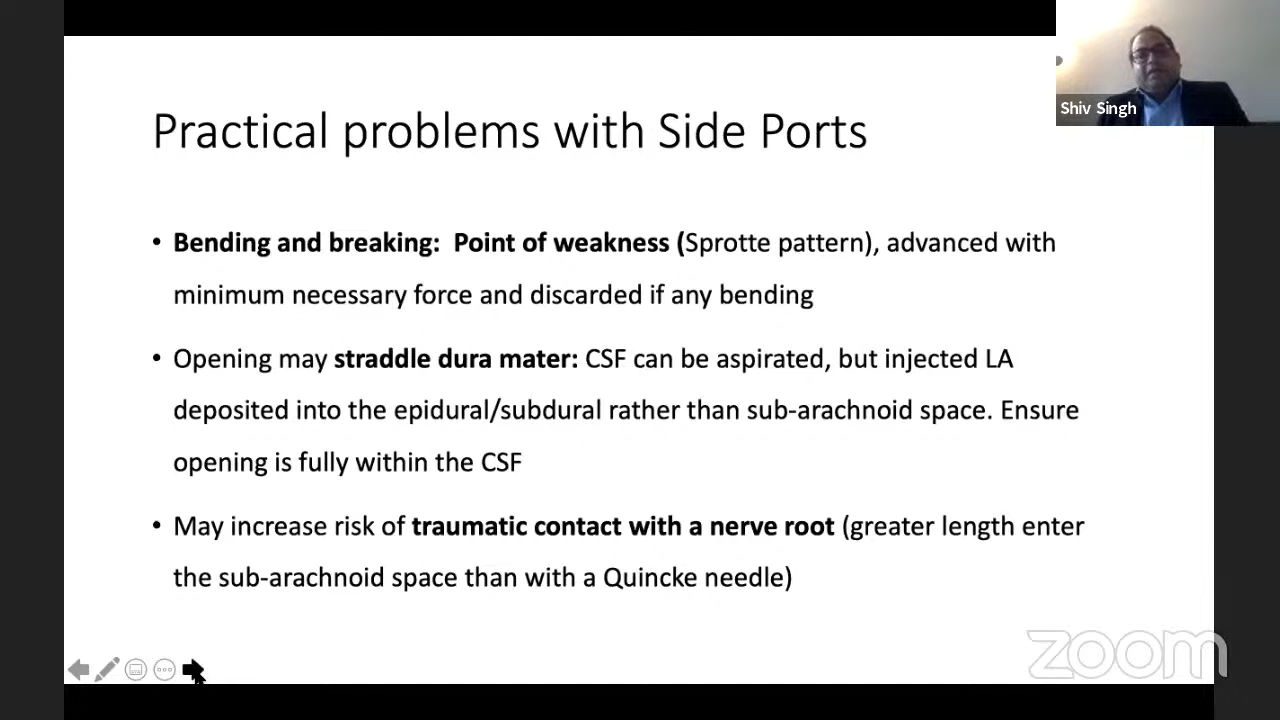 Shiv Singh
Practical problems with Side Ports
• Bending and breaking: Point of weakness (Sprotte pattern), advanced with
minimum necessary force and discarded if any bending
• Opening may straddle dura mater: CSF can be aspirated, but injected LA
deposited into the epidural/subdural rather than sub-arachnoid space. Ensure
opening is fully within the CSF
• May increase risk of traumatic contact with a nerve root (greater length enter
the sub-arachnoid space than with a Quincke needle)
zoom